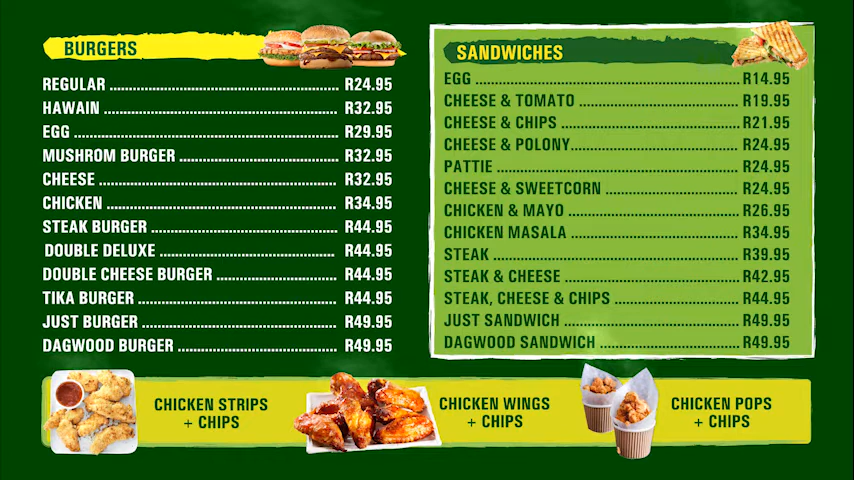 BURGERS
REGULAR ........ R24.95
HAWAIN ........ R32.95
EGG ........ R29.95
MUSHROM BURGER ........ R32.95
CHEESE ........ R32.95
CHICKEN ........ R34.95
STEAK BURGER ........ R44.95
DOUBLE DELUXE ........ R44.95
DOUBLE CHEESE BURGER ........ R44.95
TIKA BURGER ........ R44.95
JUST BURGER ........ R49.95
DAGWOOD BURGER ........ R49.95
SANDWICHES
EGG ........ R14.95
CHEESE & TOMATO ........ R19.95
CHEESE & CHIPS ........ R21.95
CHEESE & POLONY ........ R24.95
PATTIE ........ R24.95
CHEESE & SWEETCORN ........ R24.95
CHICKEN & MAYO ........ R26.95
CHICKEN MASALA ........ R34.95
STEAK ........ R39.95
STEAK & CHEESE ........ R42.95
STEAK, CHEESE & CHIPS ........ R44.95
JUST SANDWICH ........ R49.95
DAGWOOD SANDWICH ........ R49.95
CHICKEN STRIPS
+ CHIPS
CHICKEN WINGS
+ CHIPS
CHICKEN POPS
+ CHIPS